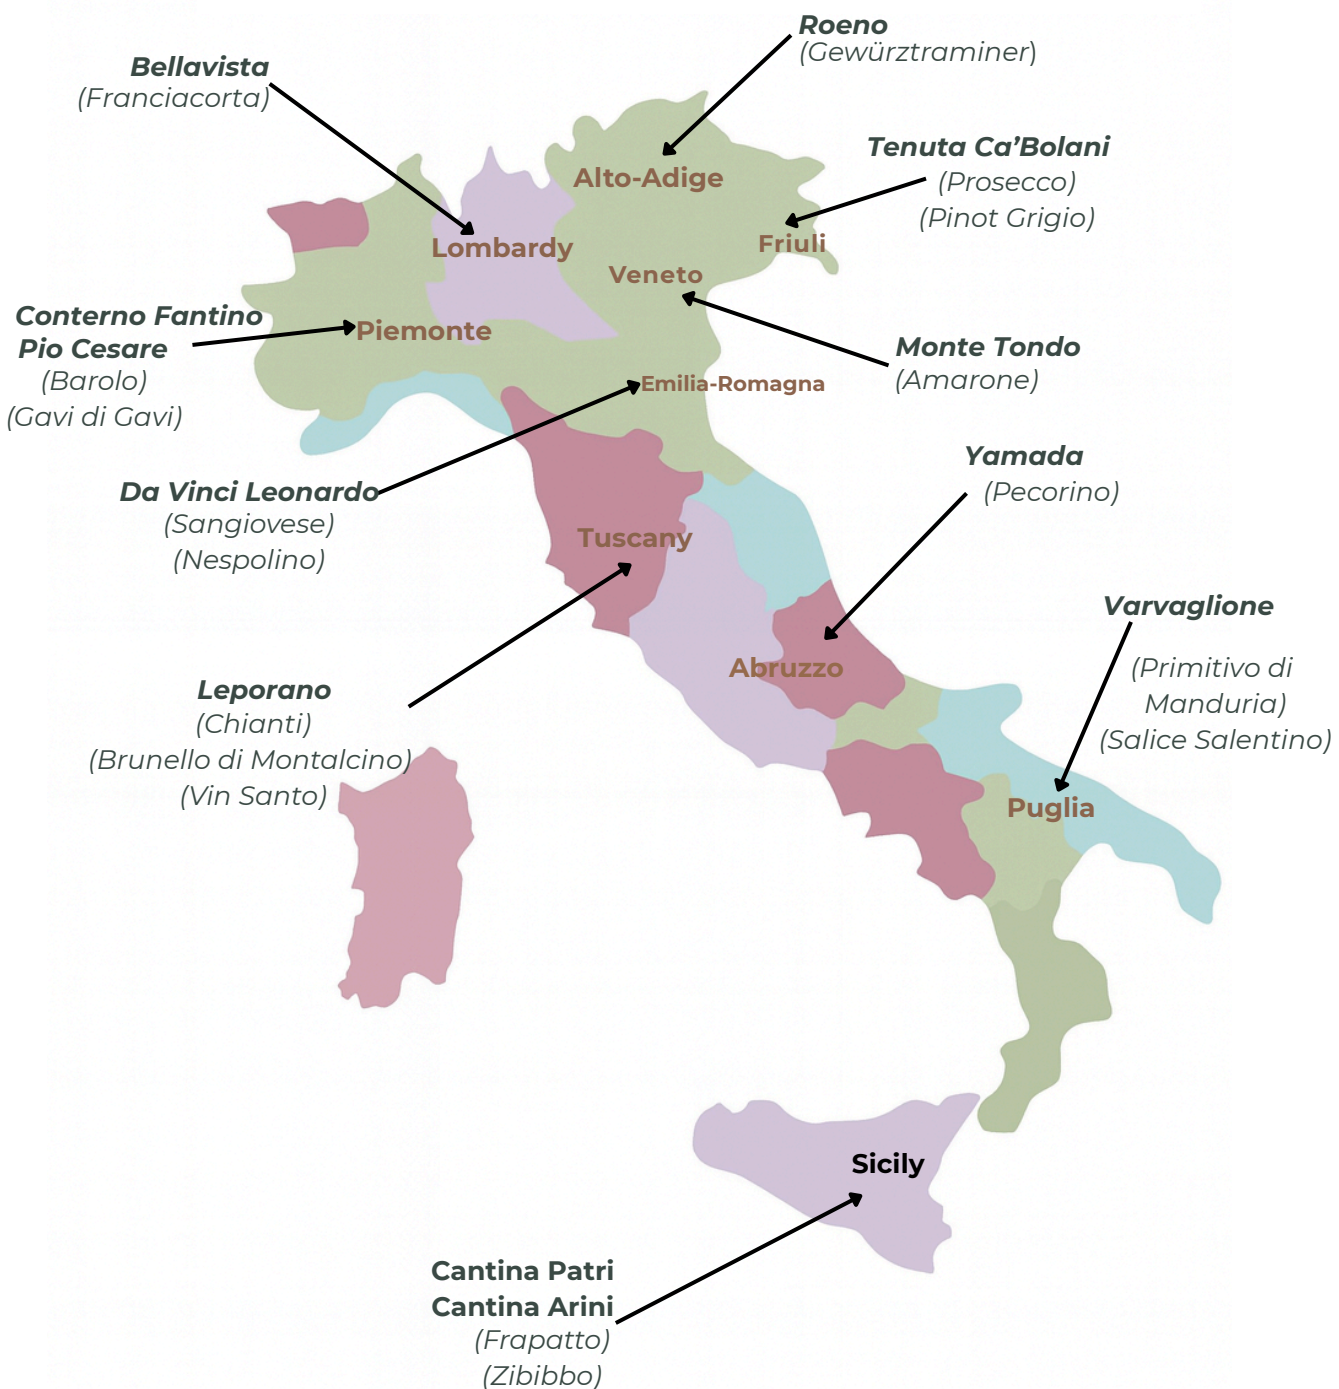 Roeno
(Gewürztraminer)
Bellavista
(Franciacorta)
Tenuta Ca’Bolani
(Prosecco)
(Pinot Grigio)
Alto-Adige
Lombardy
Friuli
Veneto
Conterno Fantino
Pio Cesare
(Barolo)
(Gavi di Gavi)
Piemonte
Monte Tondo
(Amarone)
Emilia-Romagna
Da Vinci Leonardo
(Sangiovese)
(Nespolino)
Yamada
(Pecorino)
Tuscany
Varvaglione
(Primitivo di
Manduria)
(Salice Salentino)
Abruzzo
Leporano
(Chianti)
(Brunello di Montalcino)
(Vin Santo)
Puglia
Sicily
Cantina Patri
Cantina Arini
(Frapatto)
(Zibibbo)